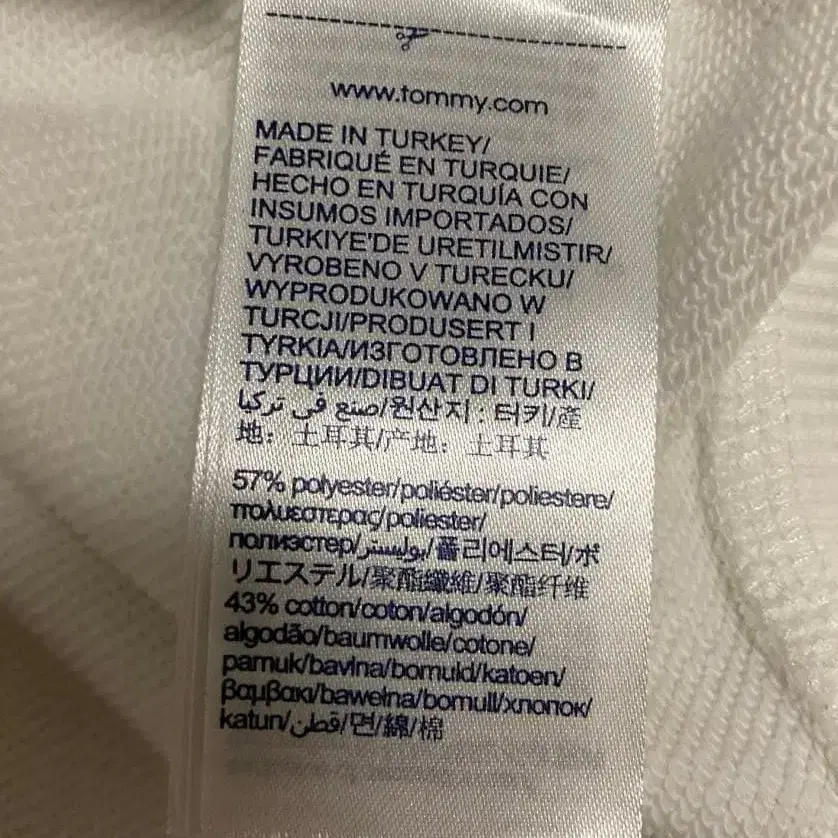 www.tommy.com
MADE IN TURKEY/
FABRIQUÉ EN TURQUIE/
HECHO EN TURQUÍA CON
INSUMOS IMPORTADOS/
TURKIYE'DE URETILMISTIR/
VYROBENO V TURECKU/
WYPRODUKOWANO W
TURCJI/PRODUSERT I
TYRKIA/ИЗГОТОВЛЕНО В
ТУРЦИИ/DIBUAT DI TURKI/
صنع في تركيا/원산지 : 터키/產
地： 土耳其/产地： 土耳其
57% polyester/poliéster/poliestere/
πολυεστερας/poliester/
полиэстер/بوليستر/폴리에스터/ポ
リエステル/聚酯纖維/聚酯纤维
43% cotton/coton/algodón/
algodão/baumwolle/cotone/
pamuk/bavlna/bomuld/katoen/
βαμβακι/bawełna/bomull/хлопок/
katun/قطن/면/綿/棉